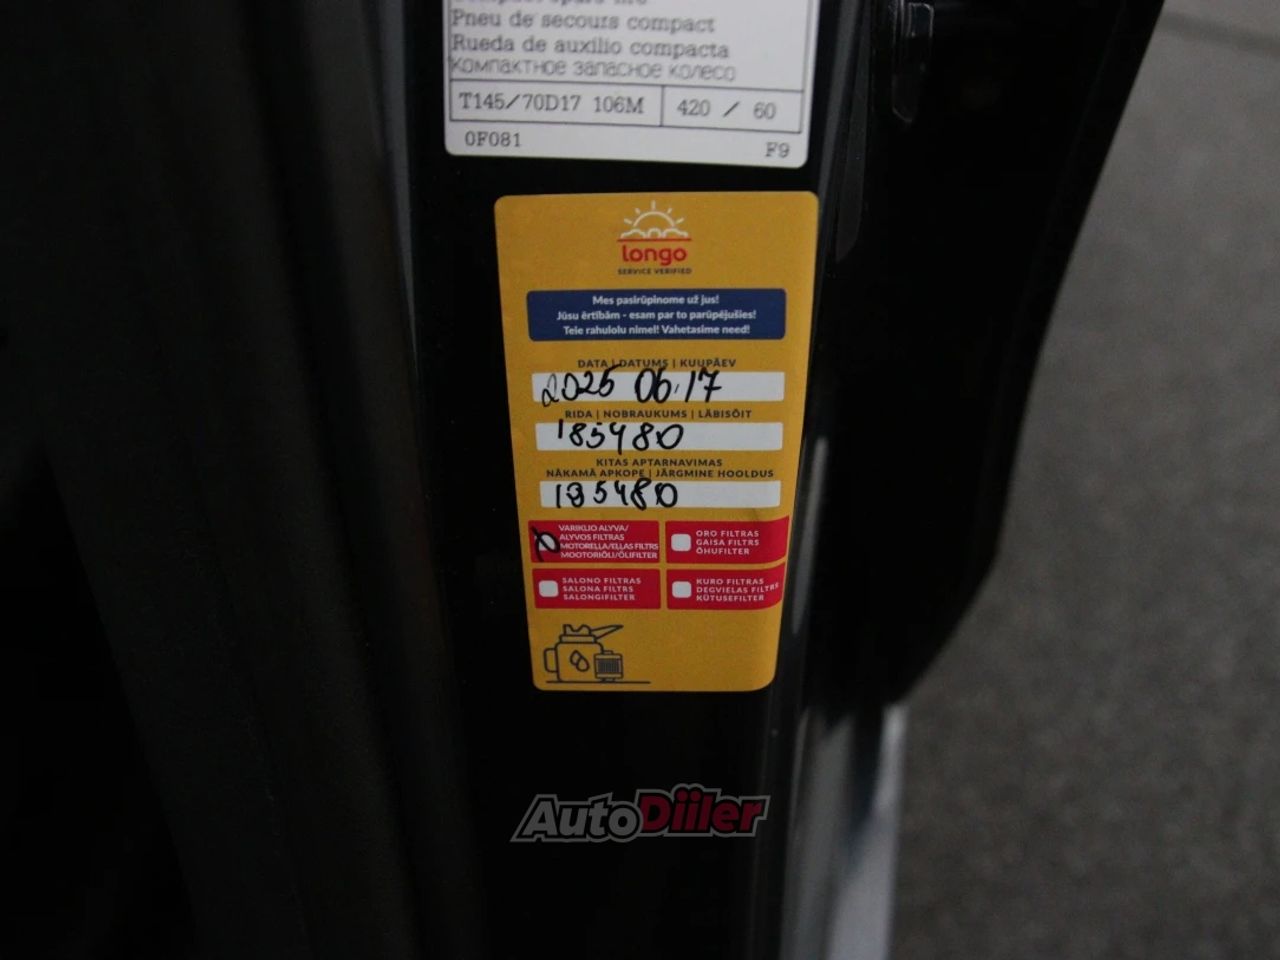 Pneu de secours compact
Rueda de auxilio compacta
Компактное запасное колесо
T145/70D17 106M 420 / 60
0F081 F9
longo
SERVICE VERIFIED
Mes pasirūpinome už jus!
Jūsu ērtībām - esam par to parūpējušies!
Teie rahulolu nimel! Vahetasime need!
DATA | DATUMS | KUUPÄEV
2025 06.17
RIDA | NOBRAUKUMS | LÄBISÕIT
185480
KITAS APTARNAVIMAS
NĀKAMĀ APKOPE | JÄRGMINE HOOLDUS
195480
VARIKLIO ALYVA/
ALYVOS FILTRAS
MOTORELLA/ELLAS FILTRS
MOOTORIÕLI/ÕLIFILTER
ORO FILTRAS
GAISA FILTRS
ÕHUFILTER
SALONO FILTRAS
SALONA FILTRS
SALONGIFILTER
KURO FILTRAS
DEGVIELAS FILTRS
KÜTUSEFILTER
AutoDiiler